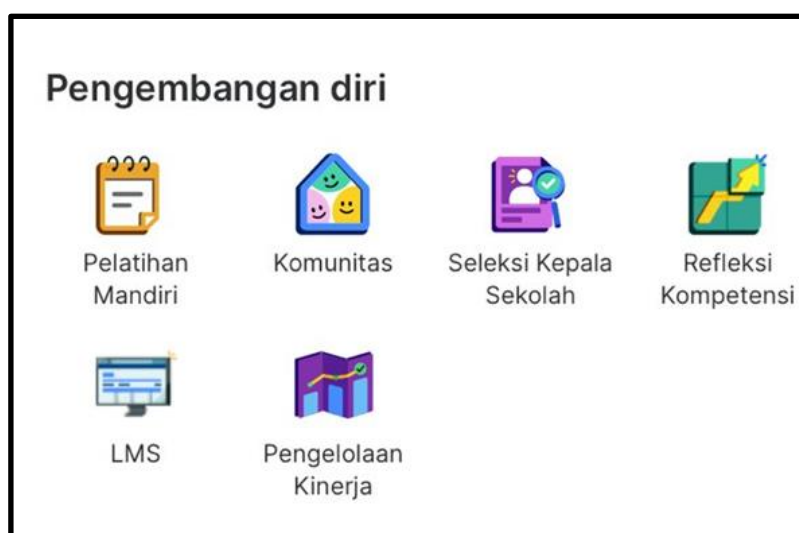 Pengembangan diri
Pelatihan
Mandiri
Komunitas
Seleksi Kepala
Sekolah
Refleksi
Kompetensi
LMS
Pengelolaan
Kinerja